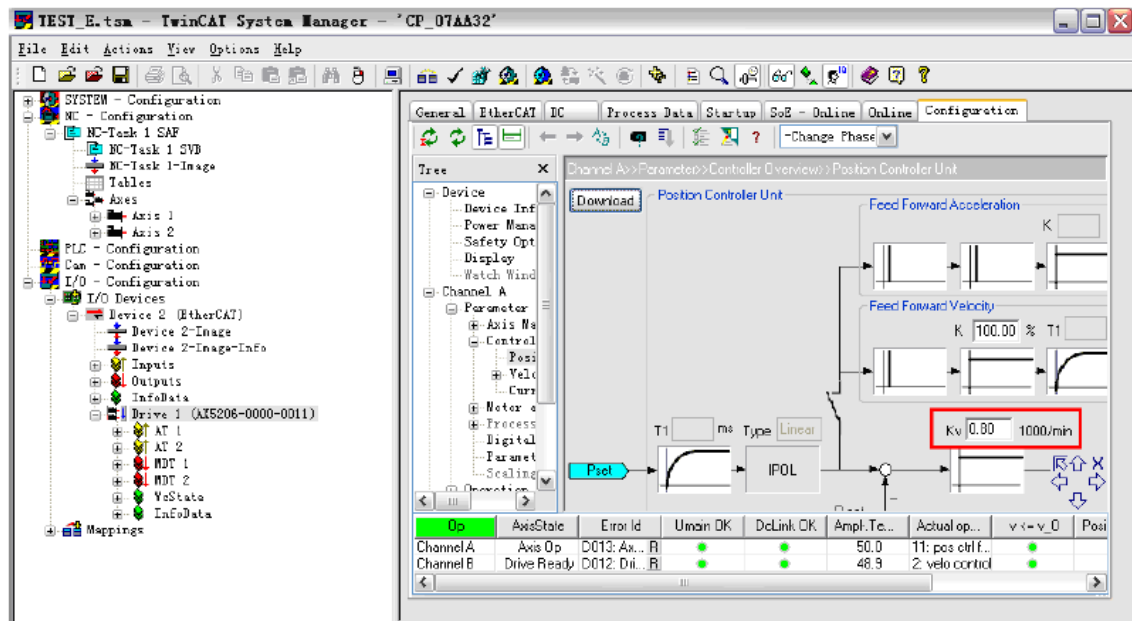 TEST_E.tsm - TwinCAT System Manager - 'CP_07AA32'
File Edit Actions View Options Help
SYSTEM - Configuration
NC - Configuration
NC-Task 1 SAF
NC-Task 1 SVB
NC-Task 1-Image
Tables
Axes
Axis 1
Axis 2
PLC - Configuration
Cam - Configuration
I/O - Configuration
I/O Devices
Device 2 (EtherCAT)
Device 2-Image
Device 2-Image-Info
Inputs
Outputs
InfoData
Drive 1 (AX5206-0000-0011)
AT 1
AT 2
MDT 1
MDT 2
WcState
InfoData
Mappings
General EtherCAT DC Process Data Startup SoE - Online Online Configuration
-Change Phase
Tree X
Device
Device Inf
Power Mana
Safety Opt
Display
Watch Wind
Channel A
Parameter
Axis Ma
Control
Posi
Velo
Curr
Motor a
Process
Digital
Paramet
Scaling
Channel A>>Parameter>>Controller Overview>>Position Controller Unit
Download
Position Controller Unit
Feed Forward Acceleration
K
Feed Forward Velocity
K 100.00 % T1
Kv 0.80 1000/min
T1 ms Type Linear
Pset
IPOL
Op AxisState Error Id Umain OK DcLink OK Ampl.Te... Actual op... v <= v_0 Posi
Channel A Axis Op D013: Ax... R 50.0 11: pos ctrl f...
Channel B Drive Ready D012: Dri... R 48.9 2: velo control